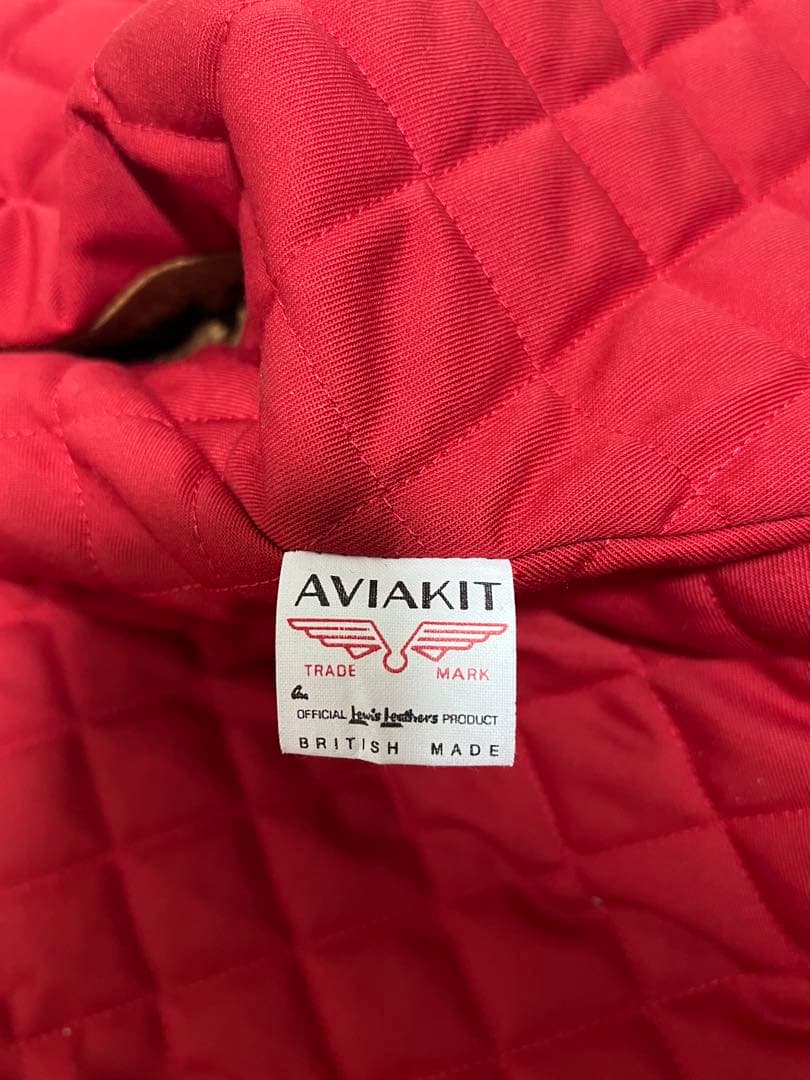 AVIAKIT
TRADE MARK
An
OFFICIAL Lewis Leathers PRODUCT
BRITISH MADE